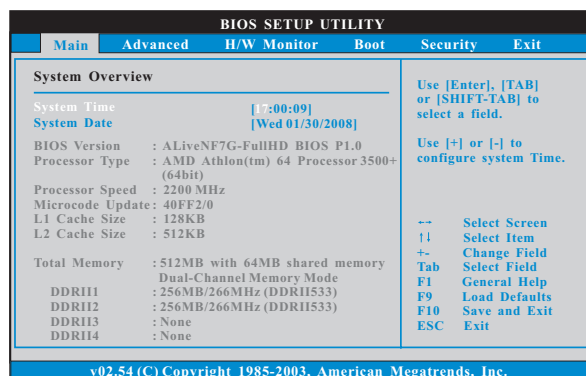 BIOS SETUP UTILITY
Main Advanced H/W Monitor Boot Security Exit
System Overview
System Time [17:00:09]
System Date [Wed 01/30/2008]
BIOS Version : ALiveNF7G-FullHD BIOS P1.0
Processor Type : AMD Athlon(tm) 64 Processor 3500+
(64bit)
Processor Speed : 2200 MHz
Microcode Update : 40FF2/0
L1 Cache Size : 128KB
L2 Cache Size : 512KB
Total Memory : 512MB with 64MB shared memory
Dual-Channel Memory Mode
DDRII1 : 256MB/266MHz (DDRII533)
DDRII2 : 256MB/266MHz (DDRII533)
DDRII3 : None
DDRII4 : None
Use [Enter], [TAB]
or [SHIFT-TAB] to
select a field.
Use [+] or [-] to
configure system Time.
←→ Select Screen
↑↓ Select Item
+- Change Field
Tab Select Field
F1 General Help
F9 Load Defaults
F10 Save and Exit
ESC Exit
v02.54 (C) Copyright 1985-2003, American Megatrends, Inc.